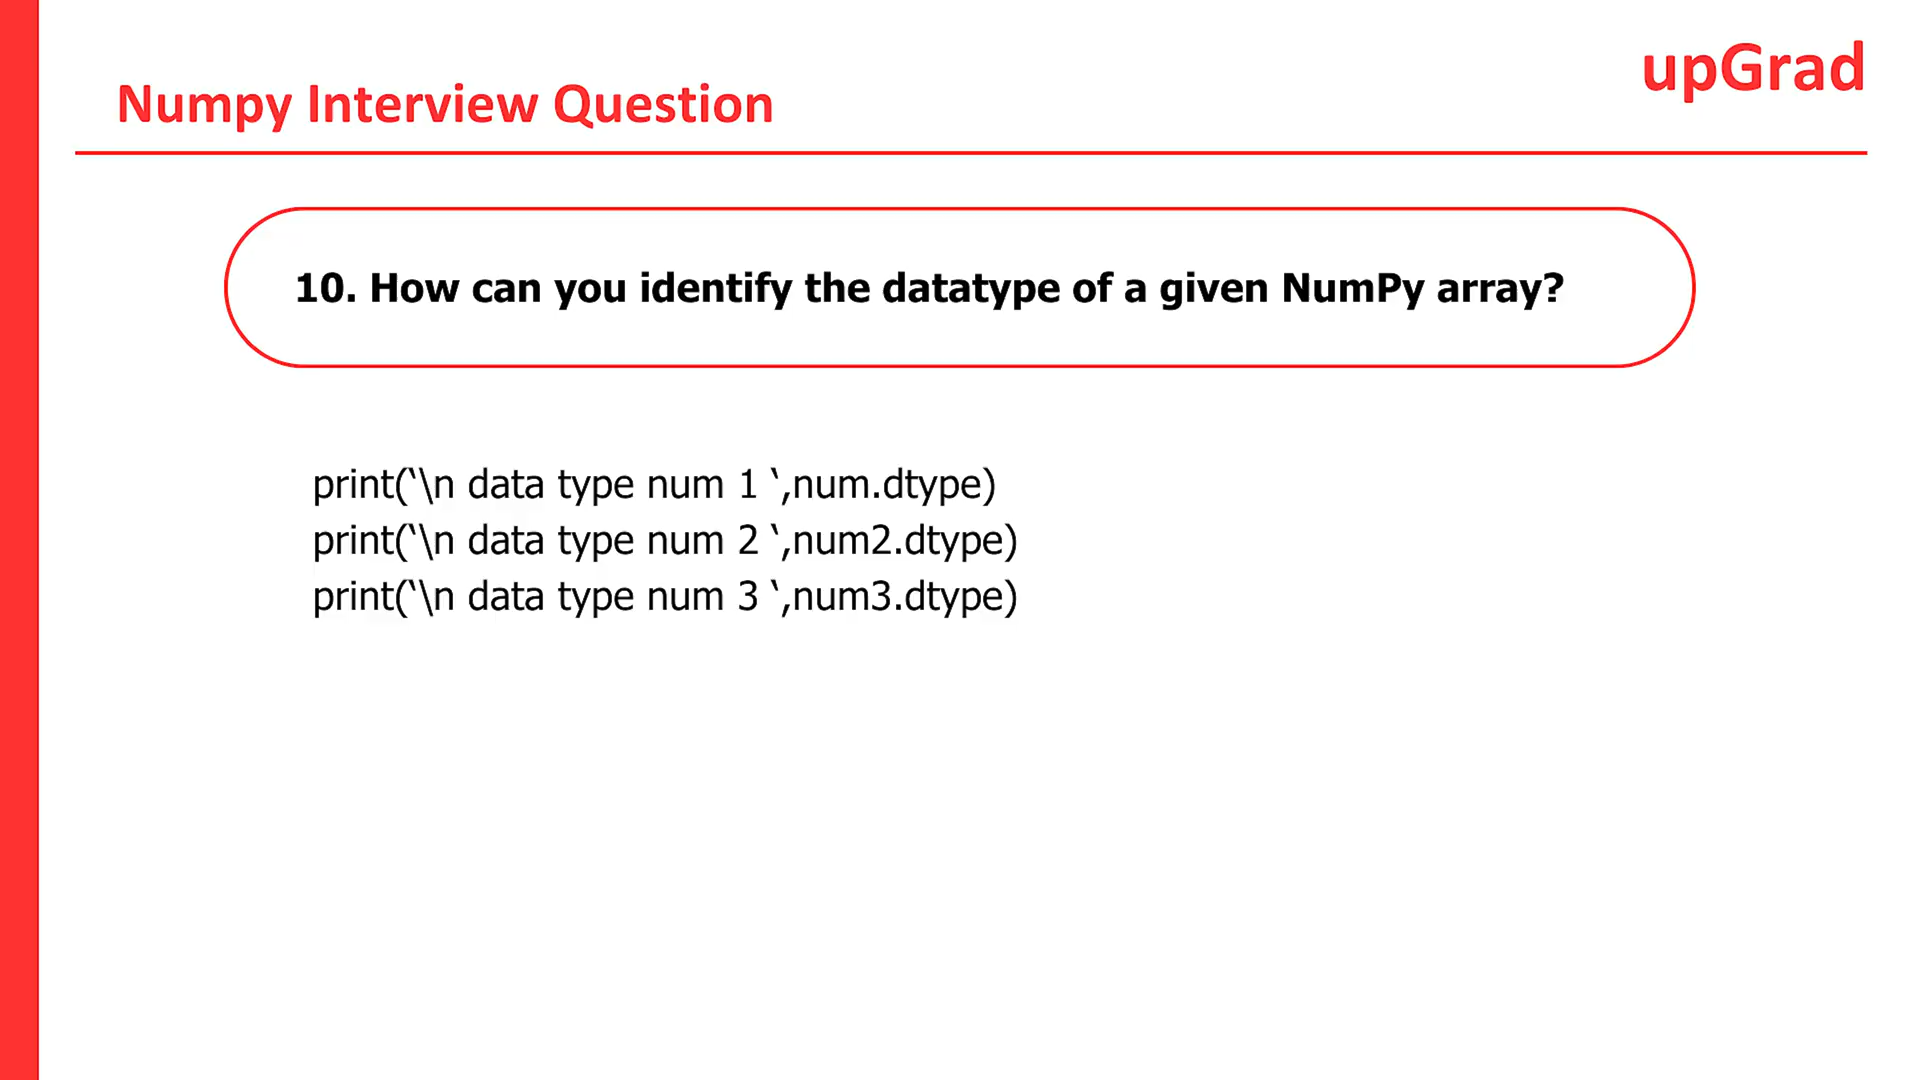 upGrad
Numpy Interview Question
10. How can you identify the datatype of a given NumPy array?
print(‘\n data type num 1 ‘,num.dtype)
print(‘\n data type num 2 ‘,num2.dtype)
print(‘\n data type num 3 ‘,num3.dtype)